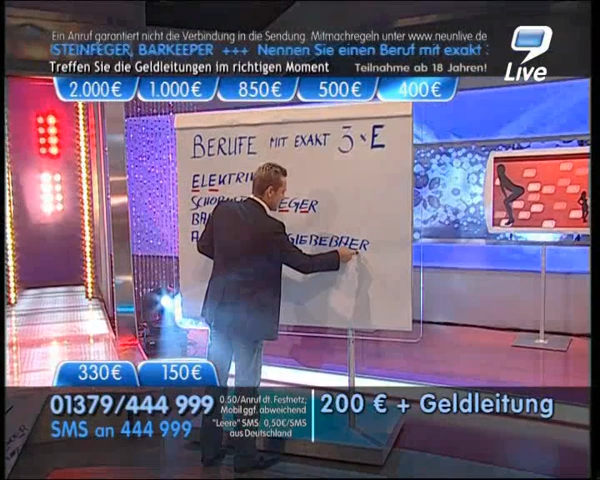 Ein Anruf garantiert nicht die Verbindung in die Sendung. Mitmachregeln unter www.neunlive.de
STEINFEGER, BARKEEPER +++ Nennen Sie einen Beruf mit exakt
Treffen Sie die Geldleitungen im richtigen Moment Teilnahme ab 18 Jahren!
Live
2.000 € 1.000 € 850 € 500 € 400 €
BERUFE MIT EXAKT 3 x E
ELEKTRI
EGER
330 € 150 €
01379/444 999
0,50/Anruf dt. Festnetz;
Mobil ggf. abweichend
SMS an 444 999
"Leere" SMS: 0,50€/SMS
aus Deutschland
200 € + Geldleitung